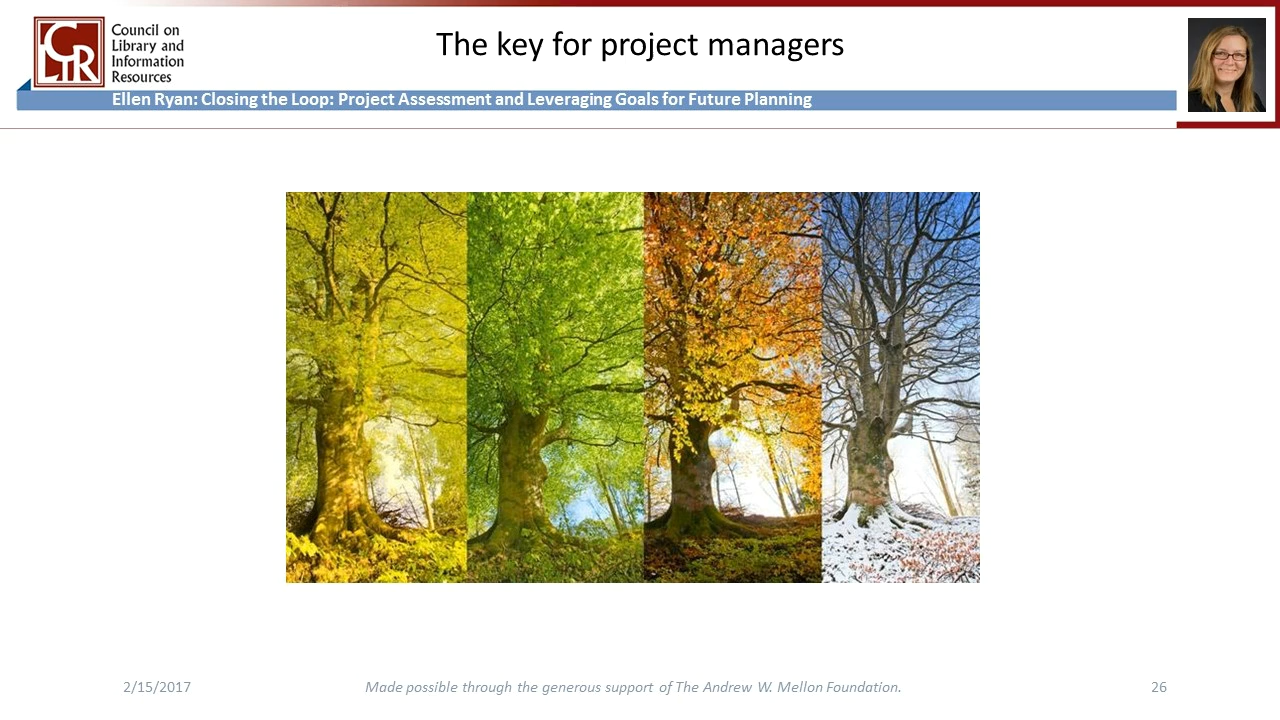 CLIR
Council on
Library and
Information
Resources
The key for project managers
Ellen Ryan: Closing the Loop: Project Assessment and Leveraging Goals for Future Planning
2/15/2017
Made possible through the generous support of The Andrew W. Mellon Foundation.
26